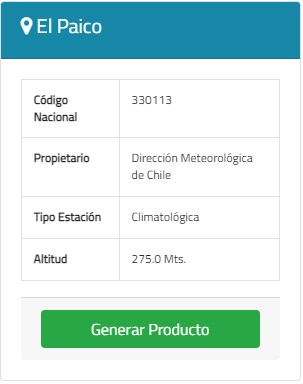 El Paico
Código
Nacional
330113
Propietario
Dirección Meteorológica
de Chile
Tipo Estación
Climatológica
Altitud
275.0 Mts.
Generar Producto